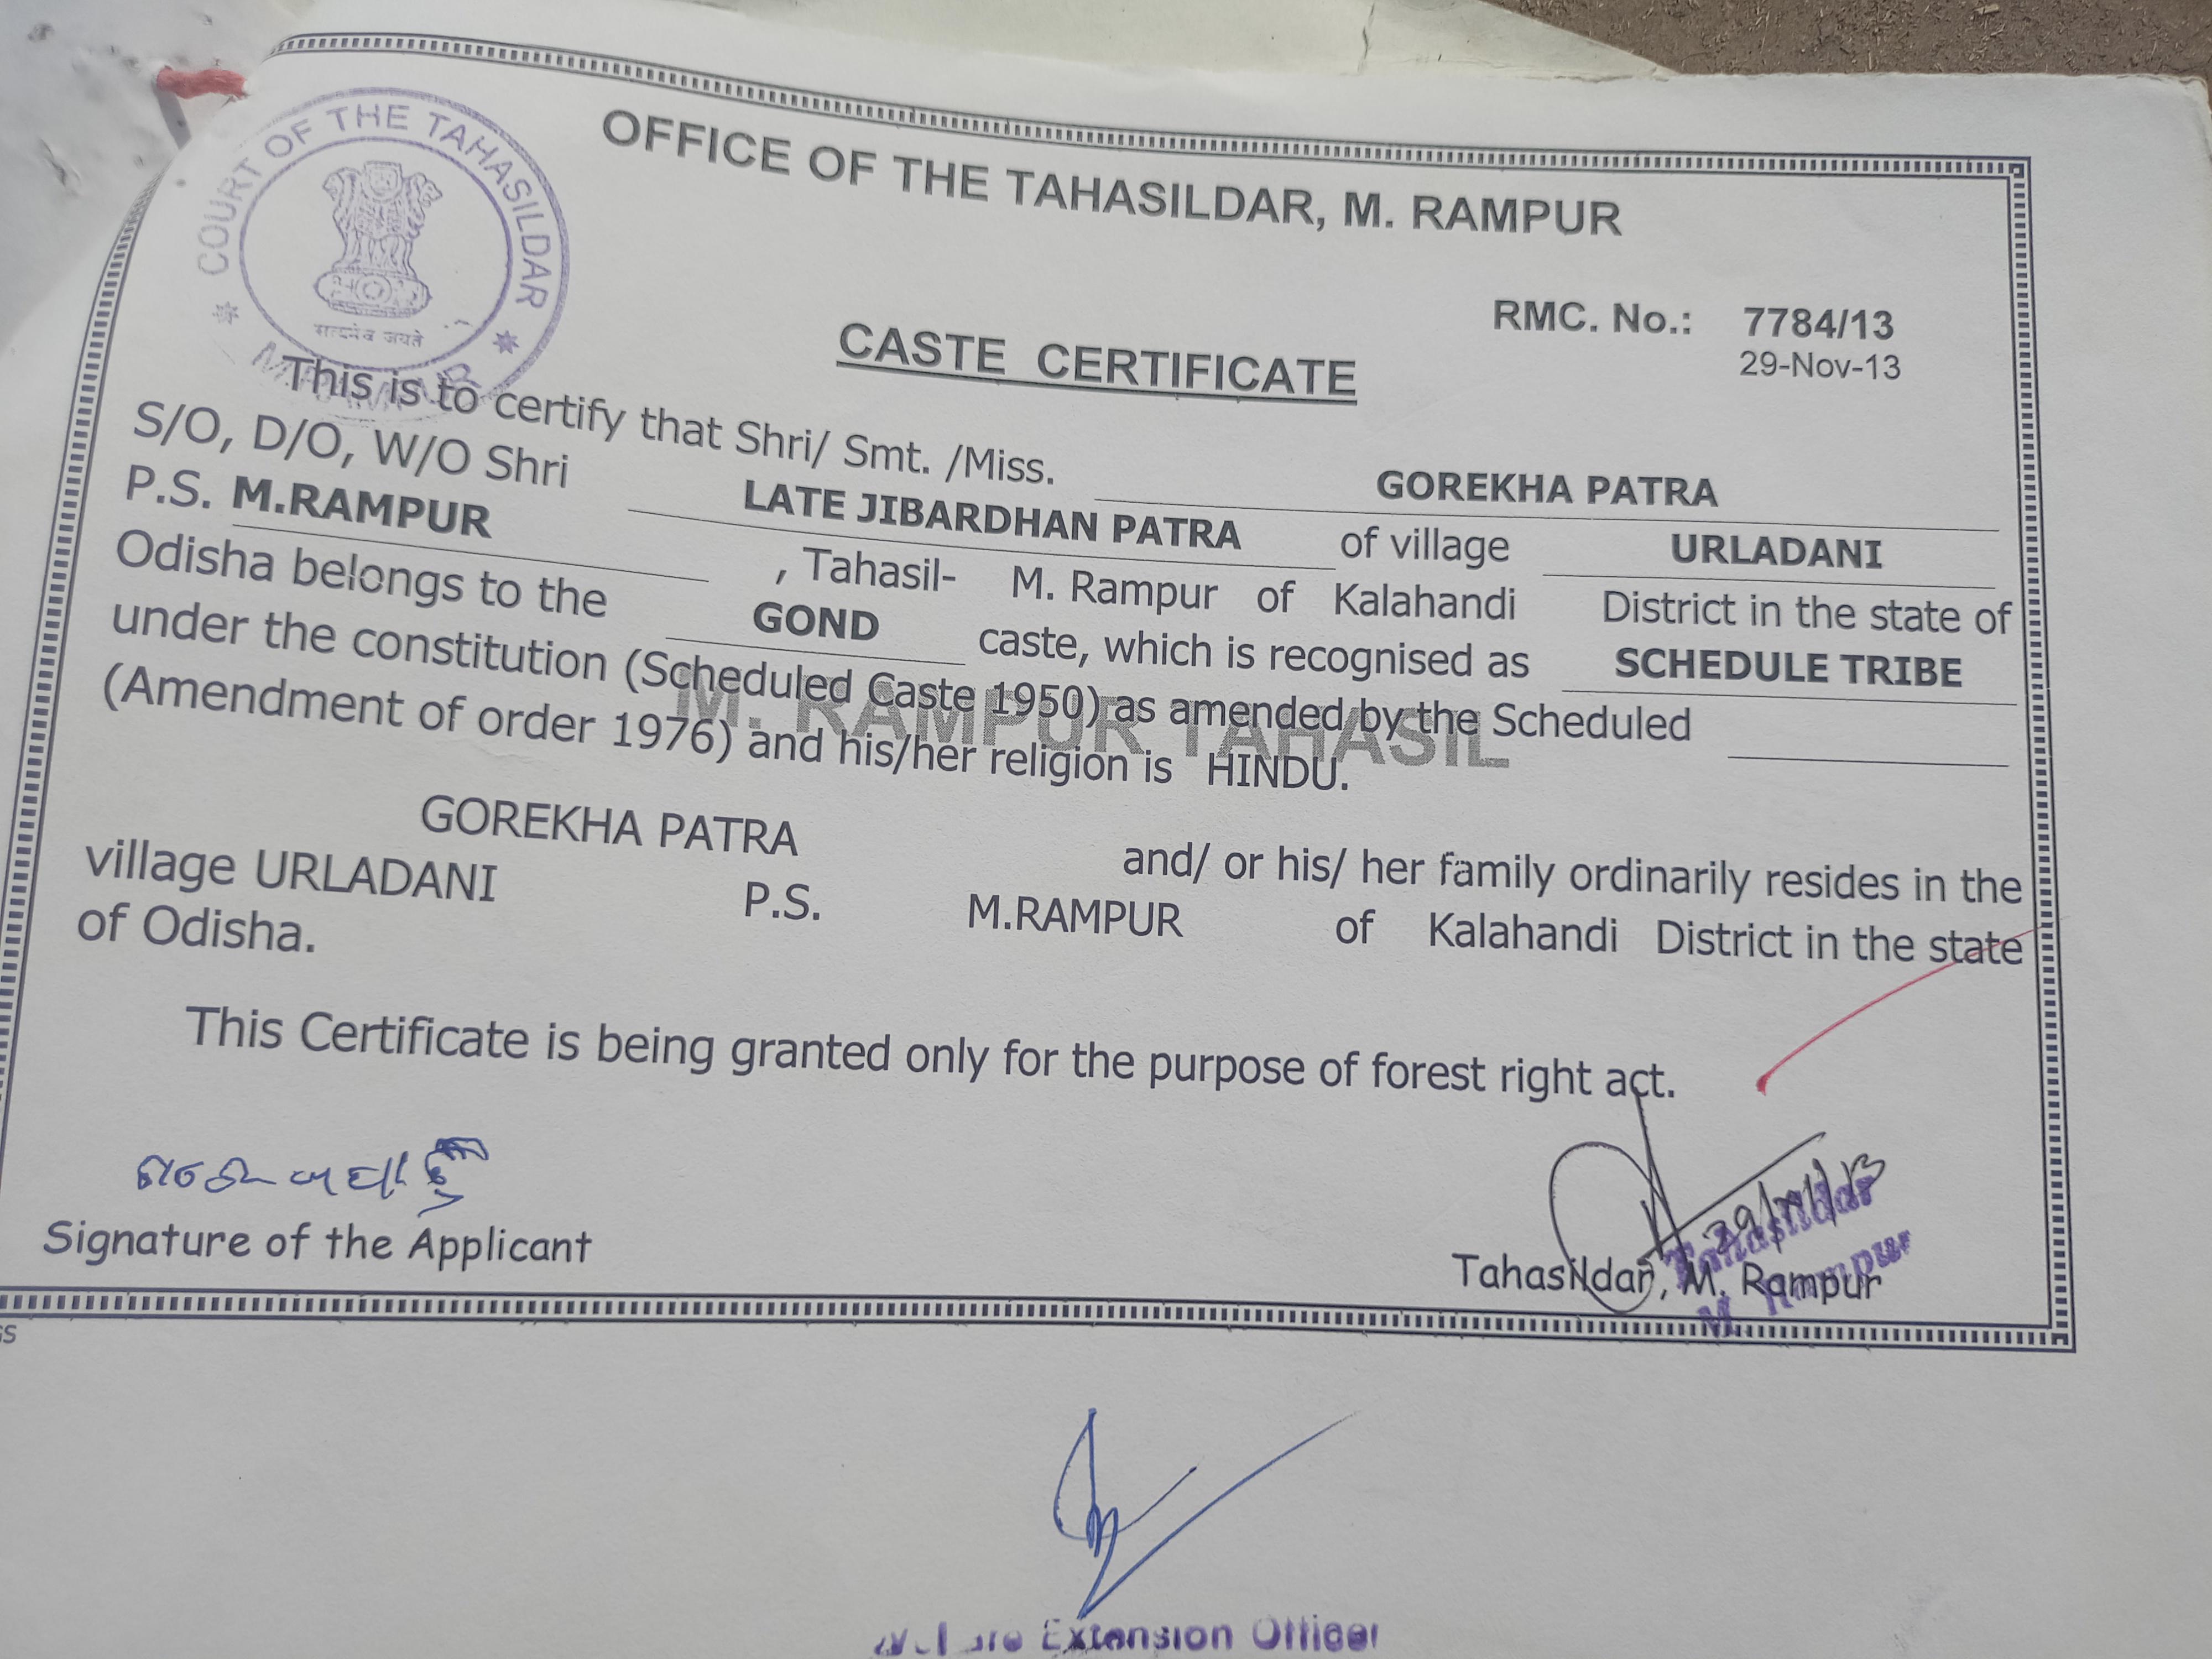 COURT OF THE TAHASILDAR
सत्यमेव जयते
OFFICE OF THE TAHASILDAR, M. RAMPUR
RMC. No.: 7784/13
29-Nov-13
CASTE CERTIFICATE
This is to certify that Shri/ Smt. /Miss. GOREKHA PATRA
S/O, D/O, W/O Shri LATE JIBARDHAN PATRA of village URLADANI
P.S. M.RAMPUR , Tahasil- M. Rampur of Kalahandi District in the state of
Odisha belongs to the GOND caste, which is recognised as SCHEDULE TRIBE
under the constitution (Scheduled Caste 1950) as amended by the Scheduled
(Amendment of order 1976) and his/her religion is HINDU.
M. RAMPUR TAHASIL
GOREKHA PATRA and/ or his/ her family ordinarily resides in the
village URLADANI P.S. M.RAMPUR of Kalahandi District in the state
of Odisha.
This Certificate is being granted only for the purpose of forest right act.
29/11/13
Signature of the Applicant
Tahasildar, M. Rampur
Tahasildar
M. Rampur
Extension Officer